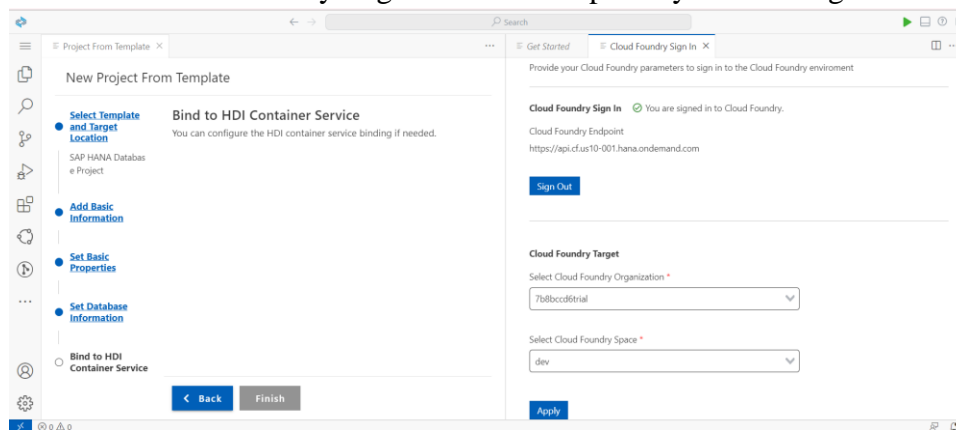 Search
Project From Template
New Project From Template
Select Template
and Target
Location
SAP HANA Databas
e Project
Add Basic
Information
Set Basic
Properties
Set Database
Information
Bind to HDI
Container Service
Bind to HDI Container Service
You can configure the HDI container service binding if needed.
Back
Finish
Get Started
Cloud Foundry Sign In
Provide your Cloud Foundry parameters to sign in to the Cloud Foundry enviroment
Cloud Foundry Sign In You are signed in to Cloud Foundry.
Cloud Foundry Endpoint
https://api.cf.us10-001.hana.ondemand.com
Sign Out
Cloud Foundry Target
Select Cloud Foundry Organization *
7b8bccd6trial
Select Cloud Foundry Space *
dev
Apply
0 0